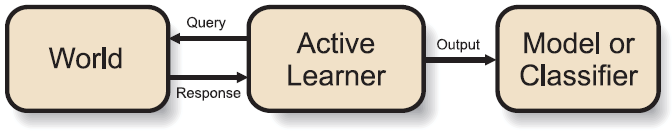 World
Query
Response
Active
Learner
Output
Model or
Classifier